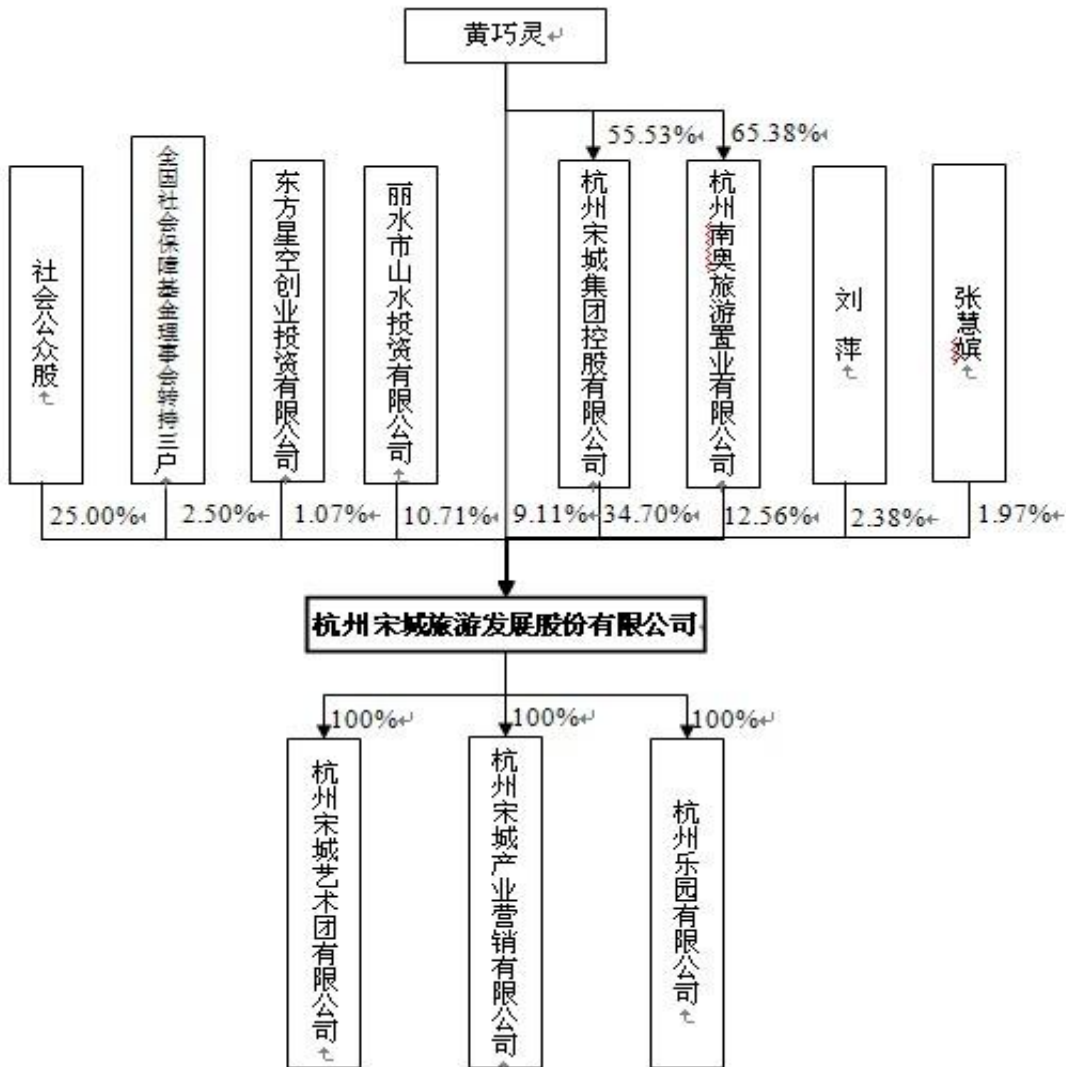 黄巧灵
55.53%
65.38%
社会公众股
全国社会保障基金理事会转持三户
东方星空创业投资有限公司
丽水市山水投资有限公司
杭州宋城集团控股有限公司
杭州南奥旅游置业有限公司
刘萍
张慧嫔
25.00%
2.50%
1.07%
10.71%
9.11%
34.70%
12.56%
2.38%
1.97%
杭州宋城旅游发展股份有限公司
100%
100%
100%
杭州宋城艺术团有限公司
杭州宋城产业营销有限公司
杭州乐园有限公司